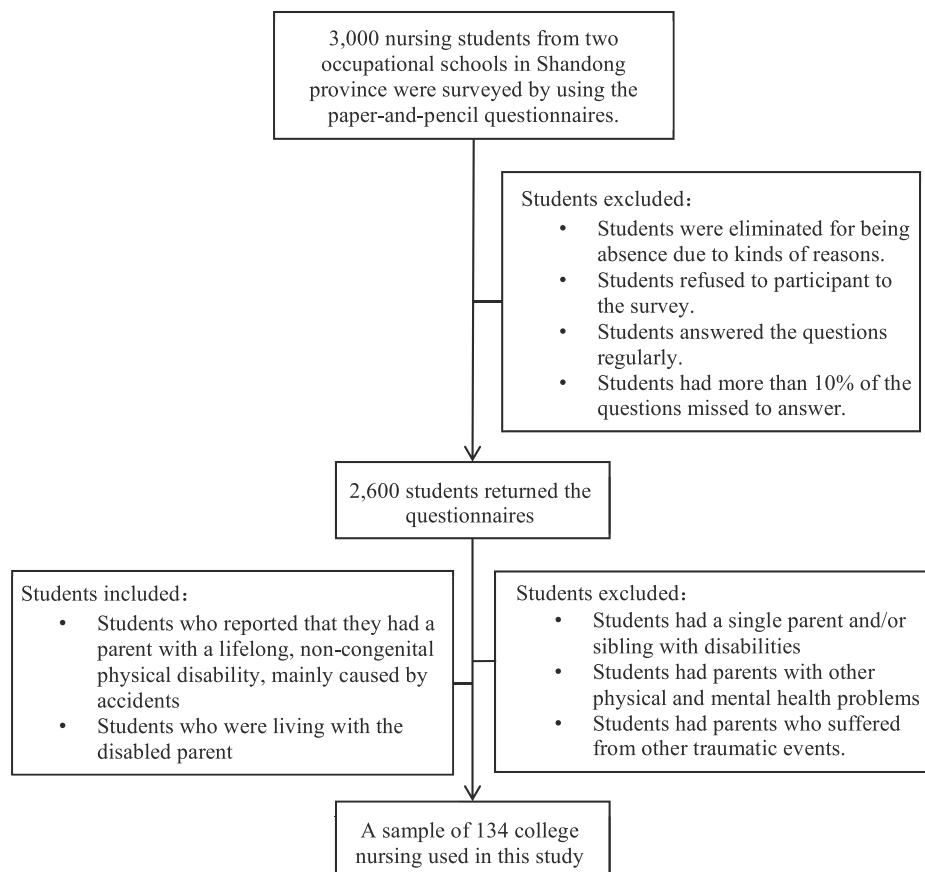 3,000 nursing students from two
occupational schools in Shandong
province were surveyed by using the
paper-and-pencil questionnaires.
Students excluded：
• Students were eliminated for being
absence due to kinds of reasons.
• Students refused to participant to
the survey.
• Students answered the questions
regularly.
• Students had more than 10% of the
questions missed to answer.
2,600 students returned the
questionnaires
Students included：
• Students who reported that they had a
parent with a lifelong, non-congenital
physical disability, mainly caused by
accidents
• Students who were living with the
disabled parent
Students excluded：
• Students had a single parent and/or
sibling with disabilities
• Students had parents with other
physical and mental health problems
• Students had parents who suffered
from other traumatic events.
A sample of 134 college
nursing used in this study